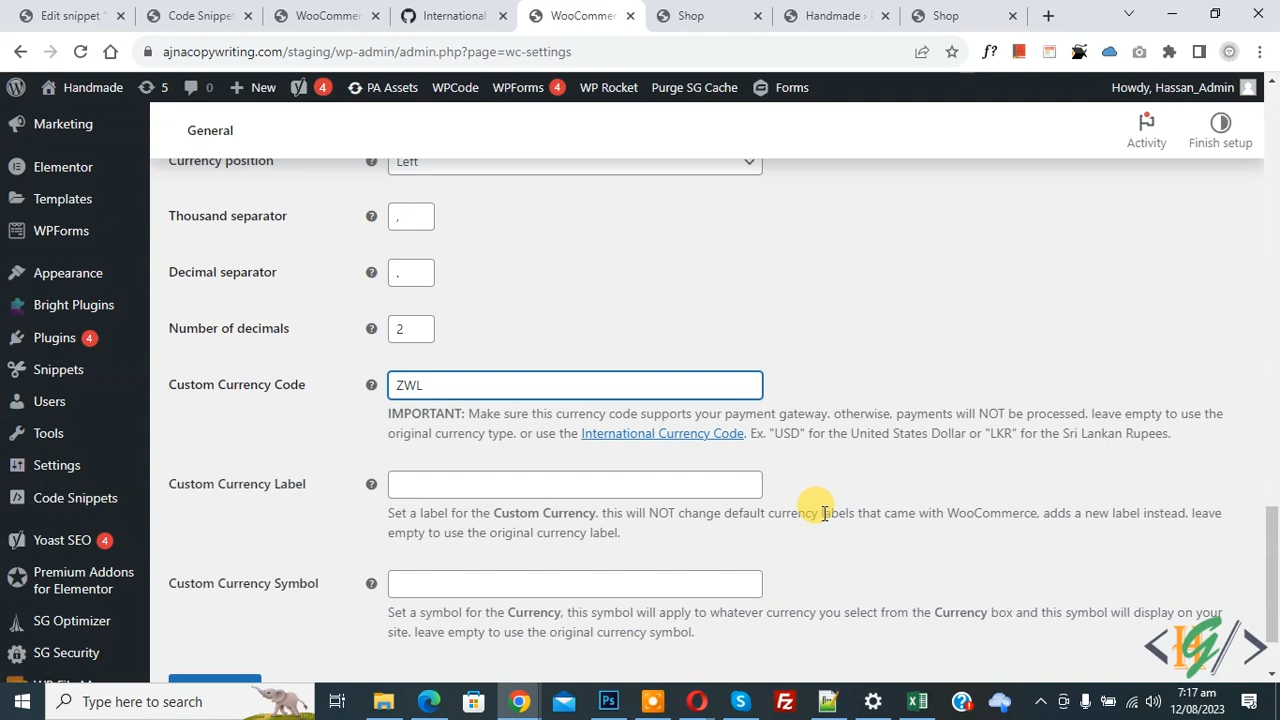 Edit snippet "
Code Snippet
WooComme
International
WooComme
Shop
Handmade › P
Shop
ajnacopywriting.com/staging/wp-admin/admin.php?page=wc-settings
Handmade
5
0
New
4
PA Assets
WPCode
WPForms
4
WP Rocket
Purge SG Cache
Forms
Howdy, Hassan_Admin
Marketing
Elementor
Templates
WPForms
Appearance
Bright Plugins
Plugins 4
Snippets
Users
Tools
Settings
Code Snippets
Yoast SEO 4
Premium Addons
for Elementor
SG Optimizer
SG Security
General
Activity
Finish setup
Currency position
Left
Thousand separator
,
Decimal separator
.
Number of decimals
2
Custom Currency Code
ZWL
IMPORTANT: Make sure this currency code supports your payment gateway. otherwise, payments will NOT be processed. leave empty to use the
original currency type. or use the International Currency Code. Ex. "USD" for the United States Dollar or "LKR" for the Sri Lankan Rupees.
Custom Currency Label
Set a label for the Custom Currency. this will NOT change default currency labels that came with WooCommerce, adds a new label instead. leave
empty to use the original currency label.
Custom Currency Symbol
Set a symbol for the Currency, this symbol will apply to whatever currency you select from the Currency box and this symbol will display on your
site. leave empty to use the original currency symbol.
Type here to search
7:17 am
12/08/2023